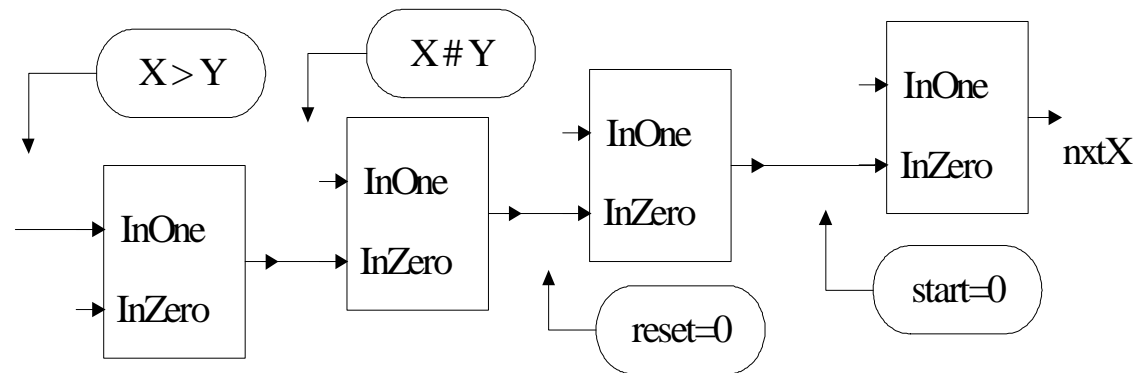 X > Y
X # Y
InOne
InZero
InOne
InZero
InOne
InZero
InOne
InZero
nxtX
reset=0
start=0